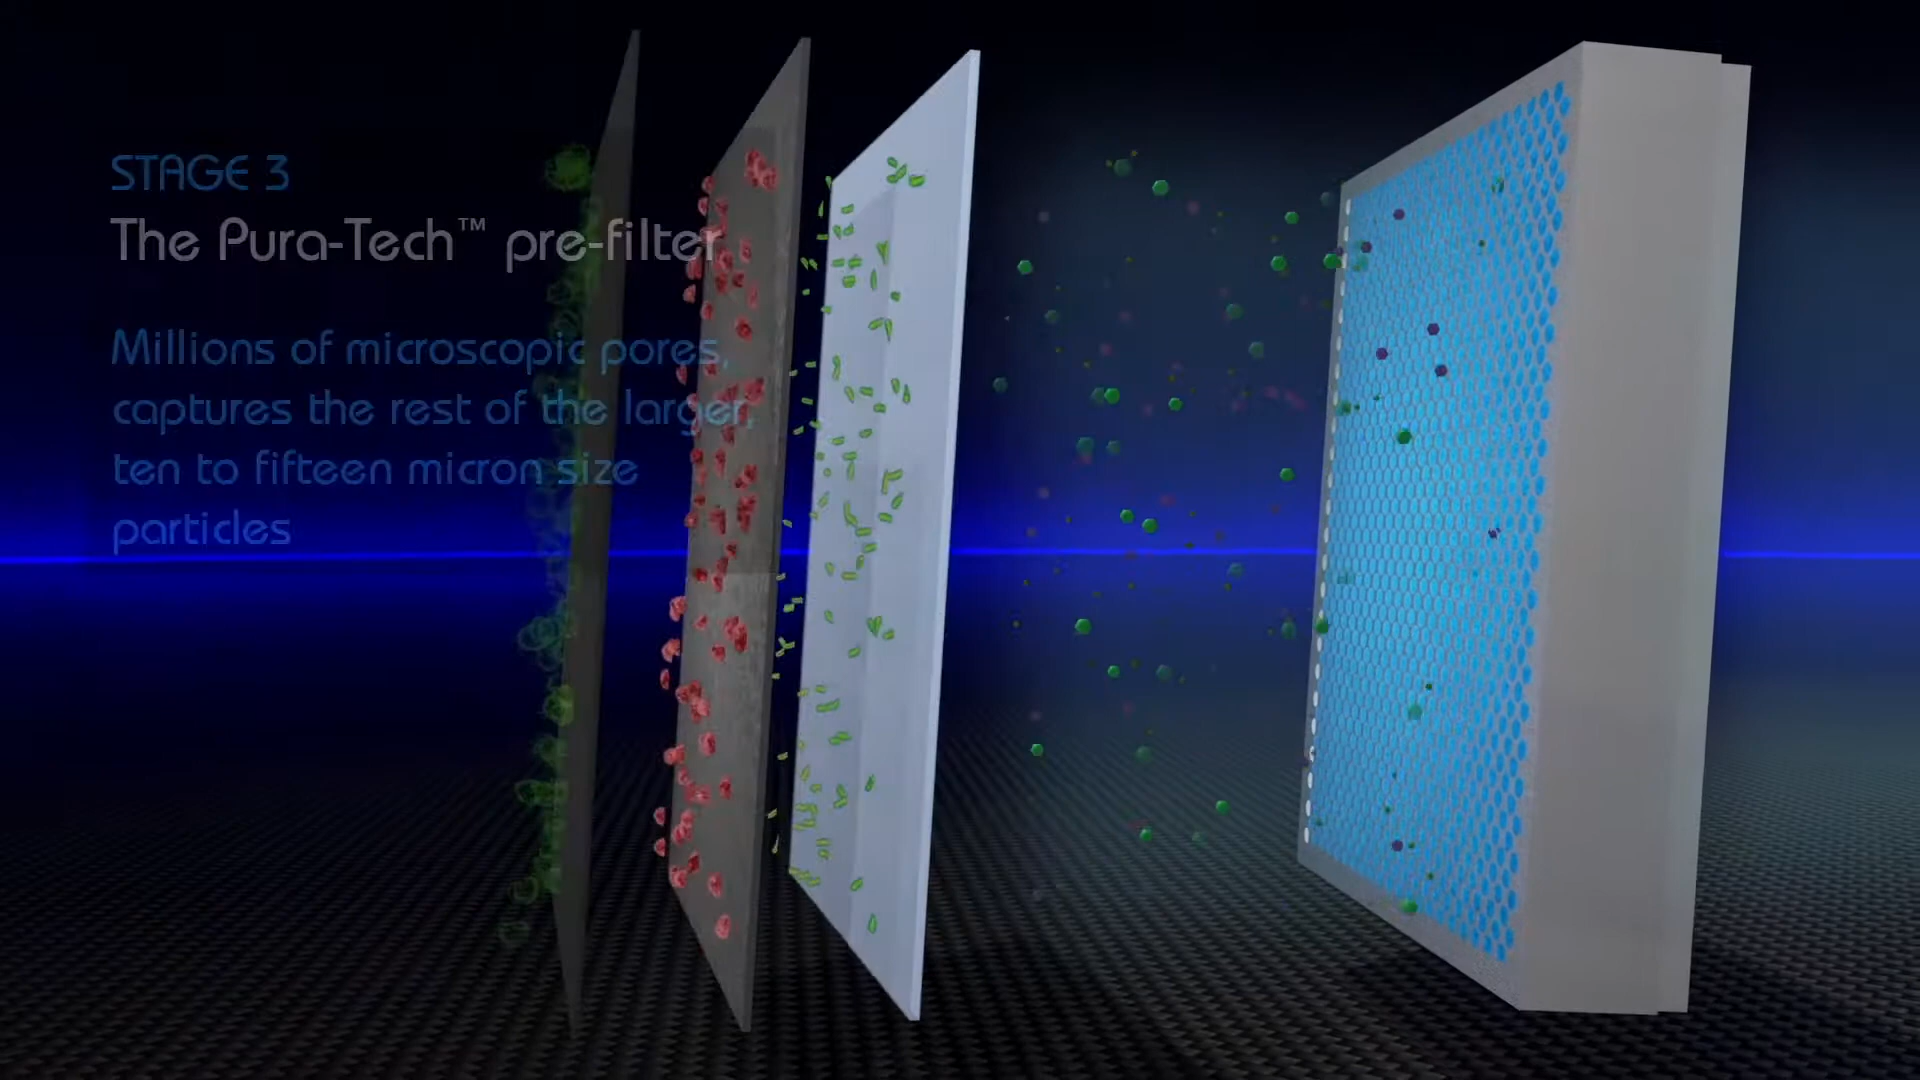 STAGE 3
The Pura-Tech™ pre-filter
Millions of microscopic pores,
captures the rest of the larger,
ten to fifteen micron size
particles